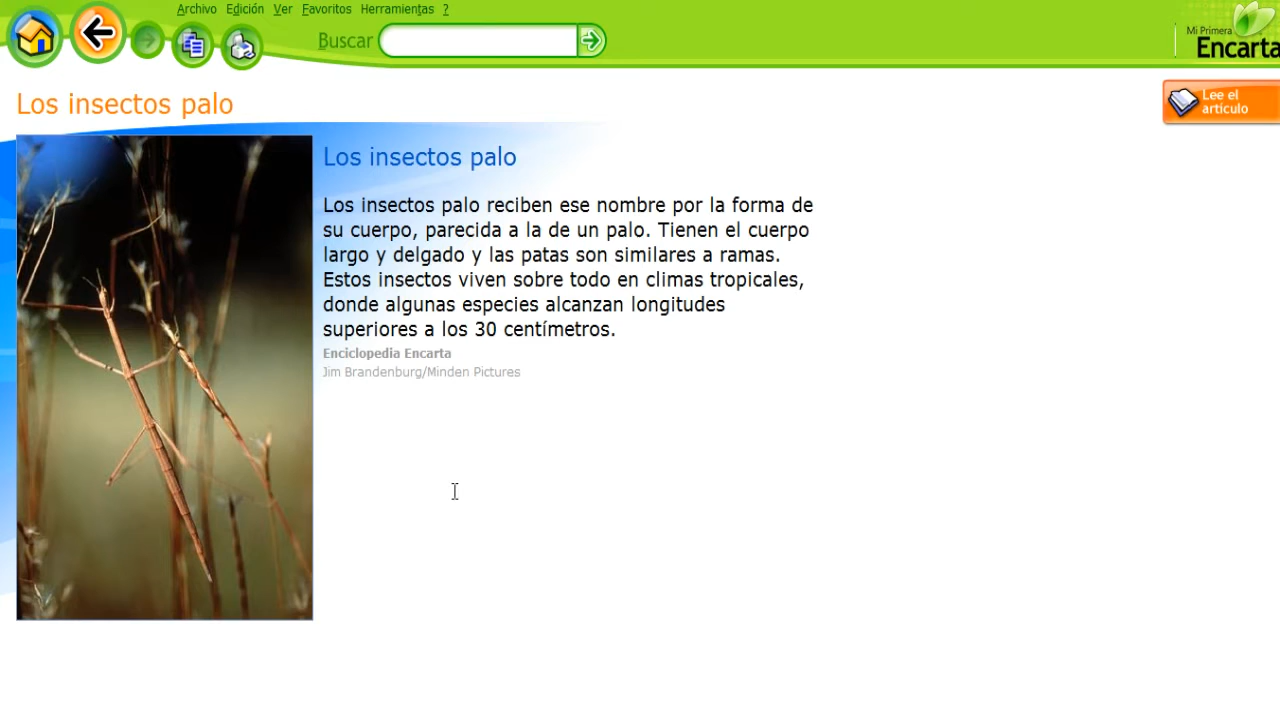 Archivo Edición Ver Favoritos Herramientas ?
Buscar
Mi Primera
Encarta
Los insectos palo
Lee el
artículo
Los insectos palo
Los insectos palo reciben ese nombre por la forma de
su cuerpo, parecida a la de un palo. Tienen el cuerpo
largo y delgado y las patas son similares a ramas.
Estos insectos viven sobre todo en climas tropicales,
donde algunas especies alcanzan longitudes
superiores a los 30 centímetros.
Enciclopedia Encarta
Jim Brandenburg/Minden Pictures